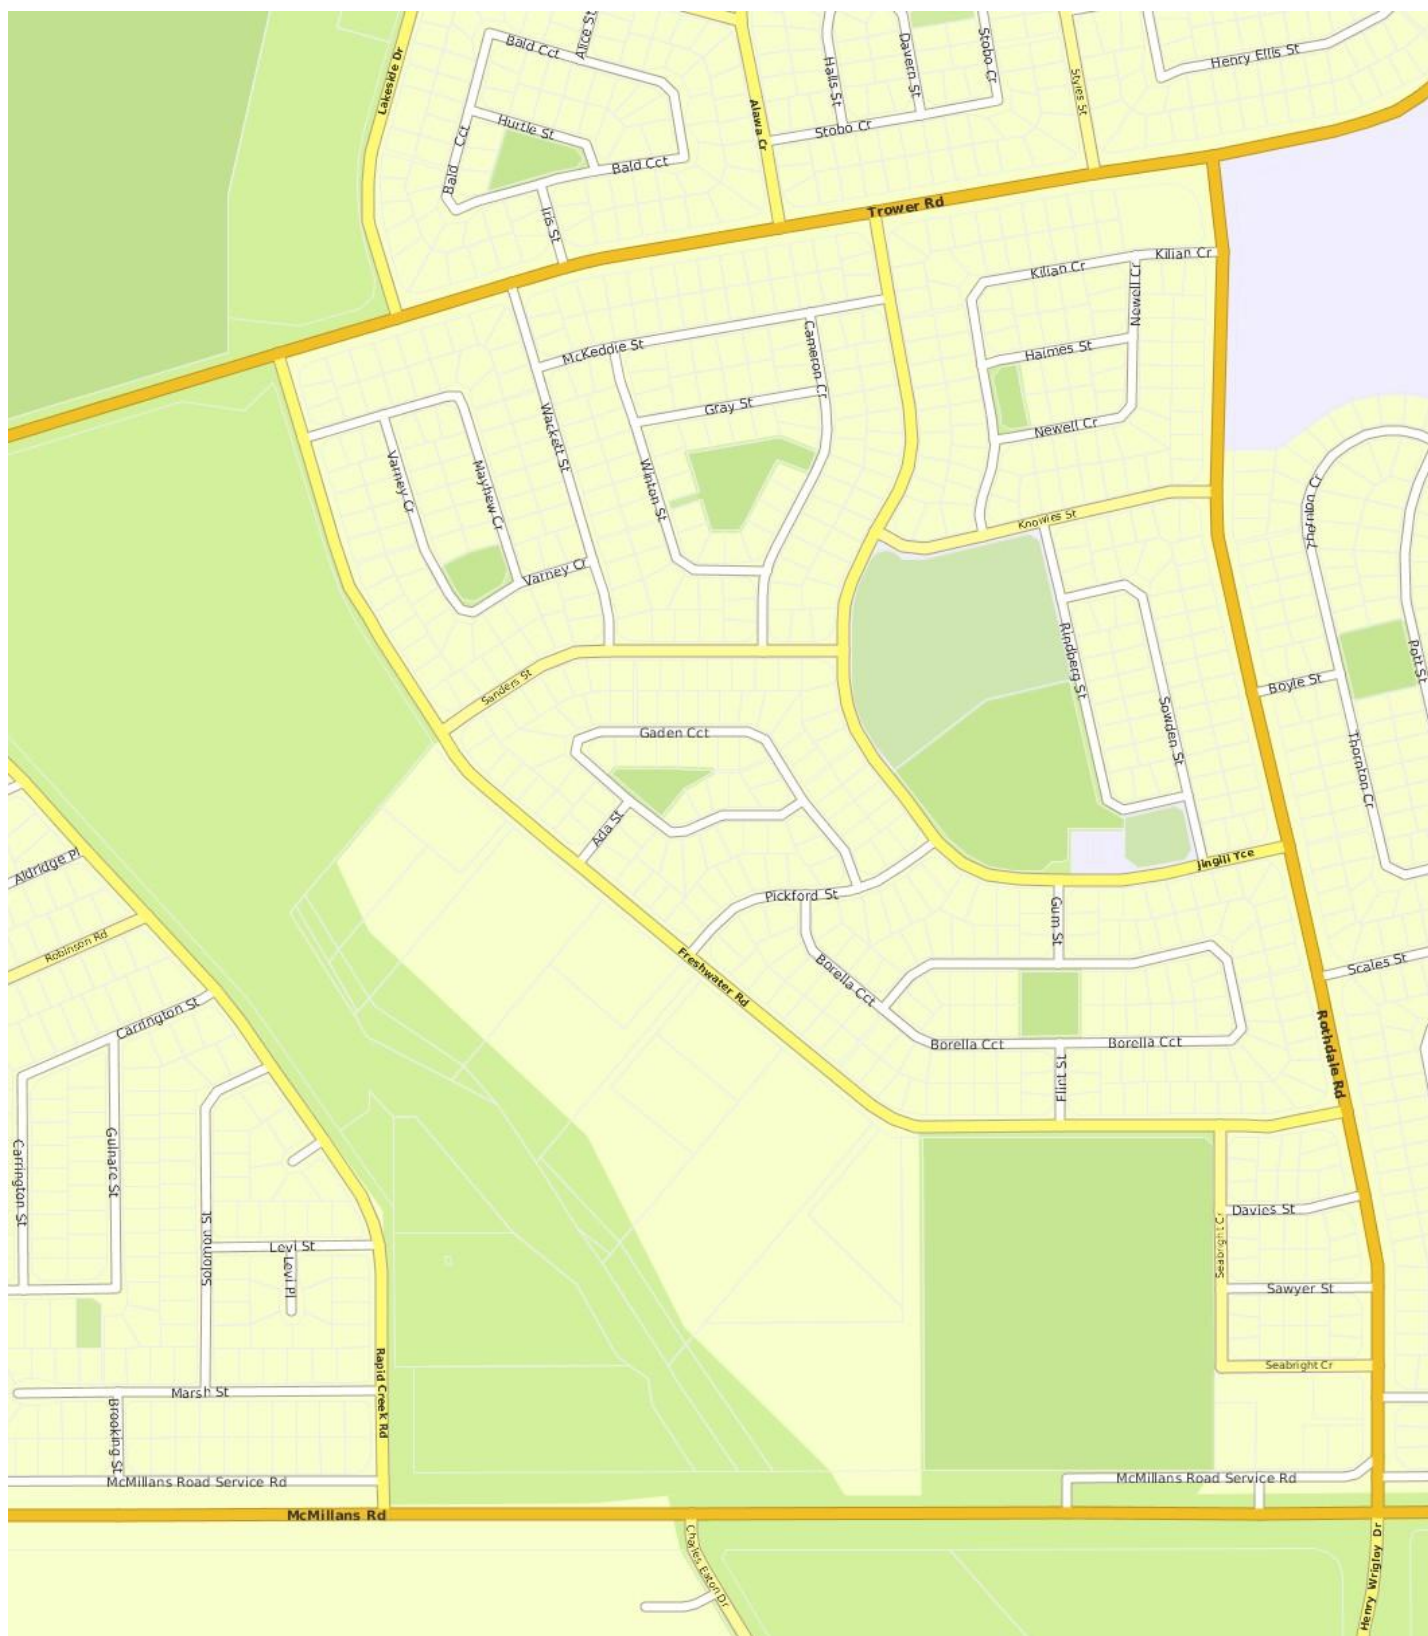 Alice St
Bald Cct
Lakeside Dr
Halls St
Davern St
Stobo Cr
Henry Ellis St
Styles St
Alawa Cr
Hurtle St
Stobo Cr
Bald Cct
Bald Cct
Iris St
Trower Rd
Kilian Cr
Kilian Cr
Newell Cr
McKeddie St
Cameron Cr
Haimes St
Gray St
Wackett St
Newell Cr
Varney Cr
Mayhew Cr
Winton St
Thornton Cr
Knowles St
Varney Cr
Rindberg St
Pott St
Boyle St
Sanders St
Sowden St
Gaden Cct
Thornton Cr
Ada St
Jingili Tce
Aldridge Pl
Pickford St
Gum St
Robinson Rd
Freshwater Rd
Borella Cct
Scales St
Carrington St
Borella Cct
Borella Cct
Rothdale Rd
Flint St
Carrington St
Gulnare St
Davies St
Solomon St
Seabright Cr
Levi St
Levi Pl
Sawyer St
Rapid Creek Rd
Seabright Cr
Marsh St
Brooking St
McMillans Road Service Rd
McMillans Road Service Rd
McMillans Rd
Charles Eaton Dr
Henry Wrigley Dr